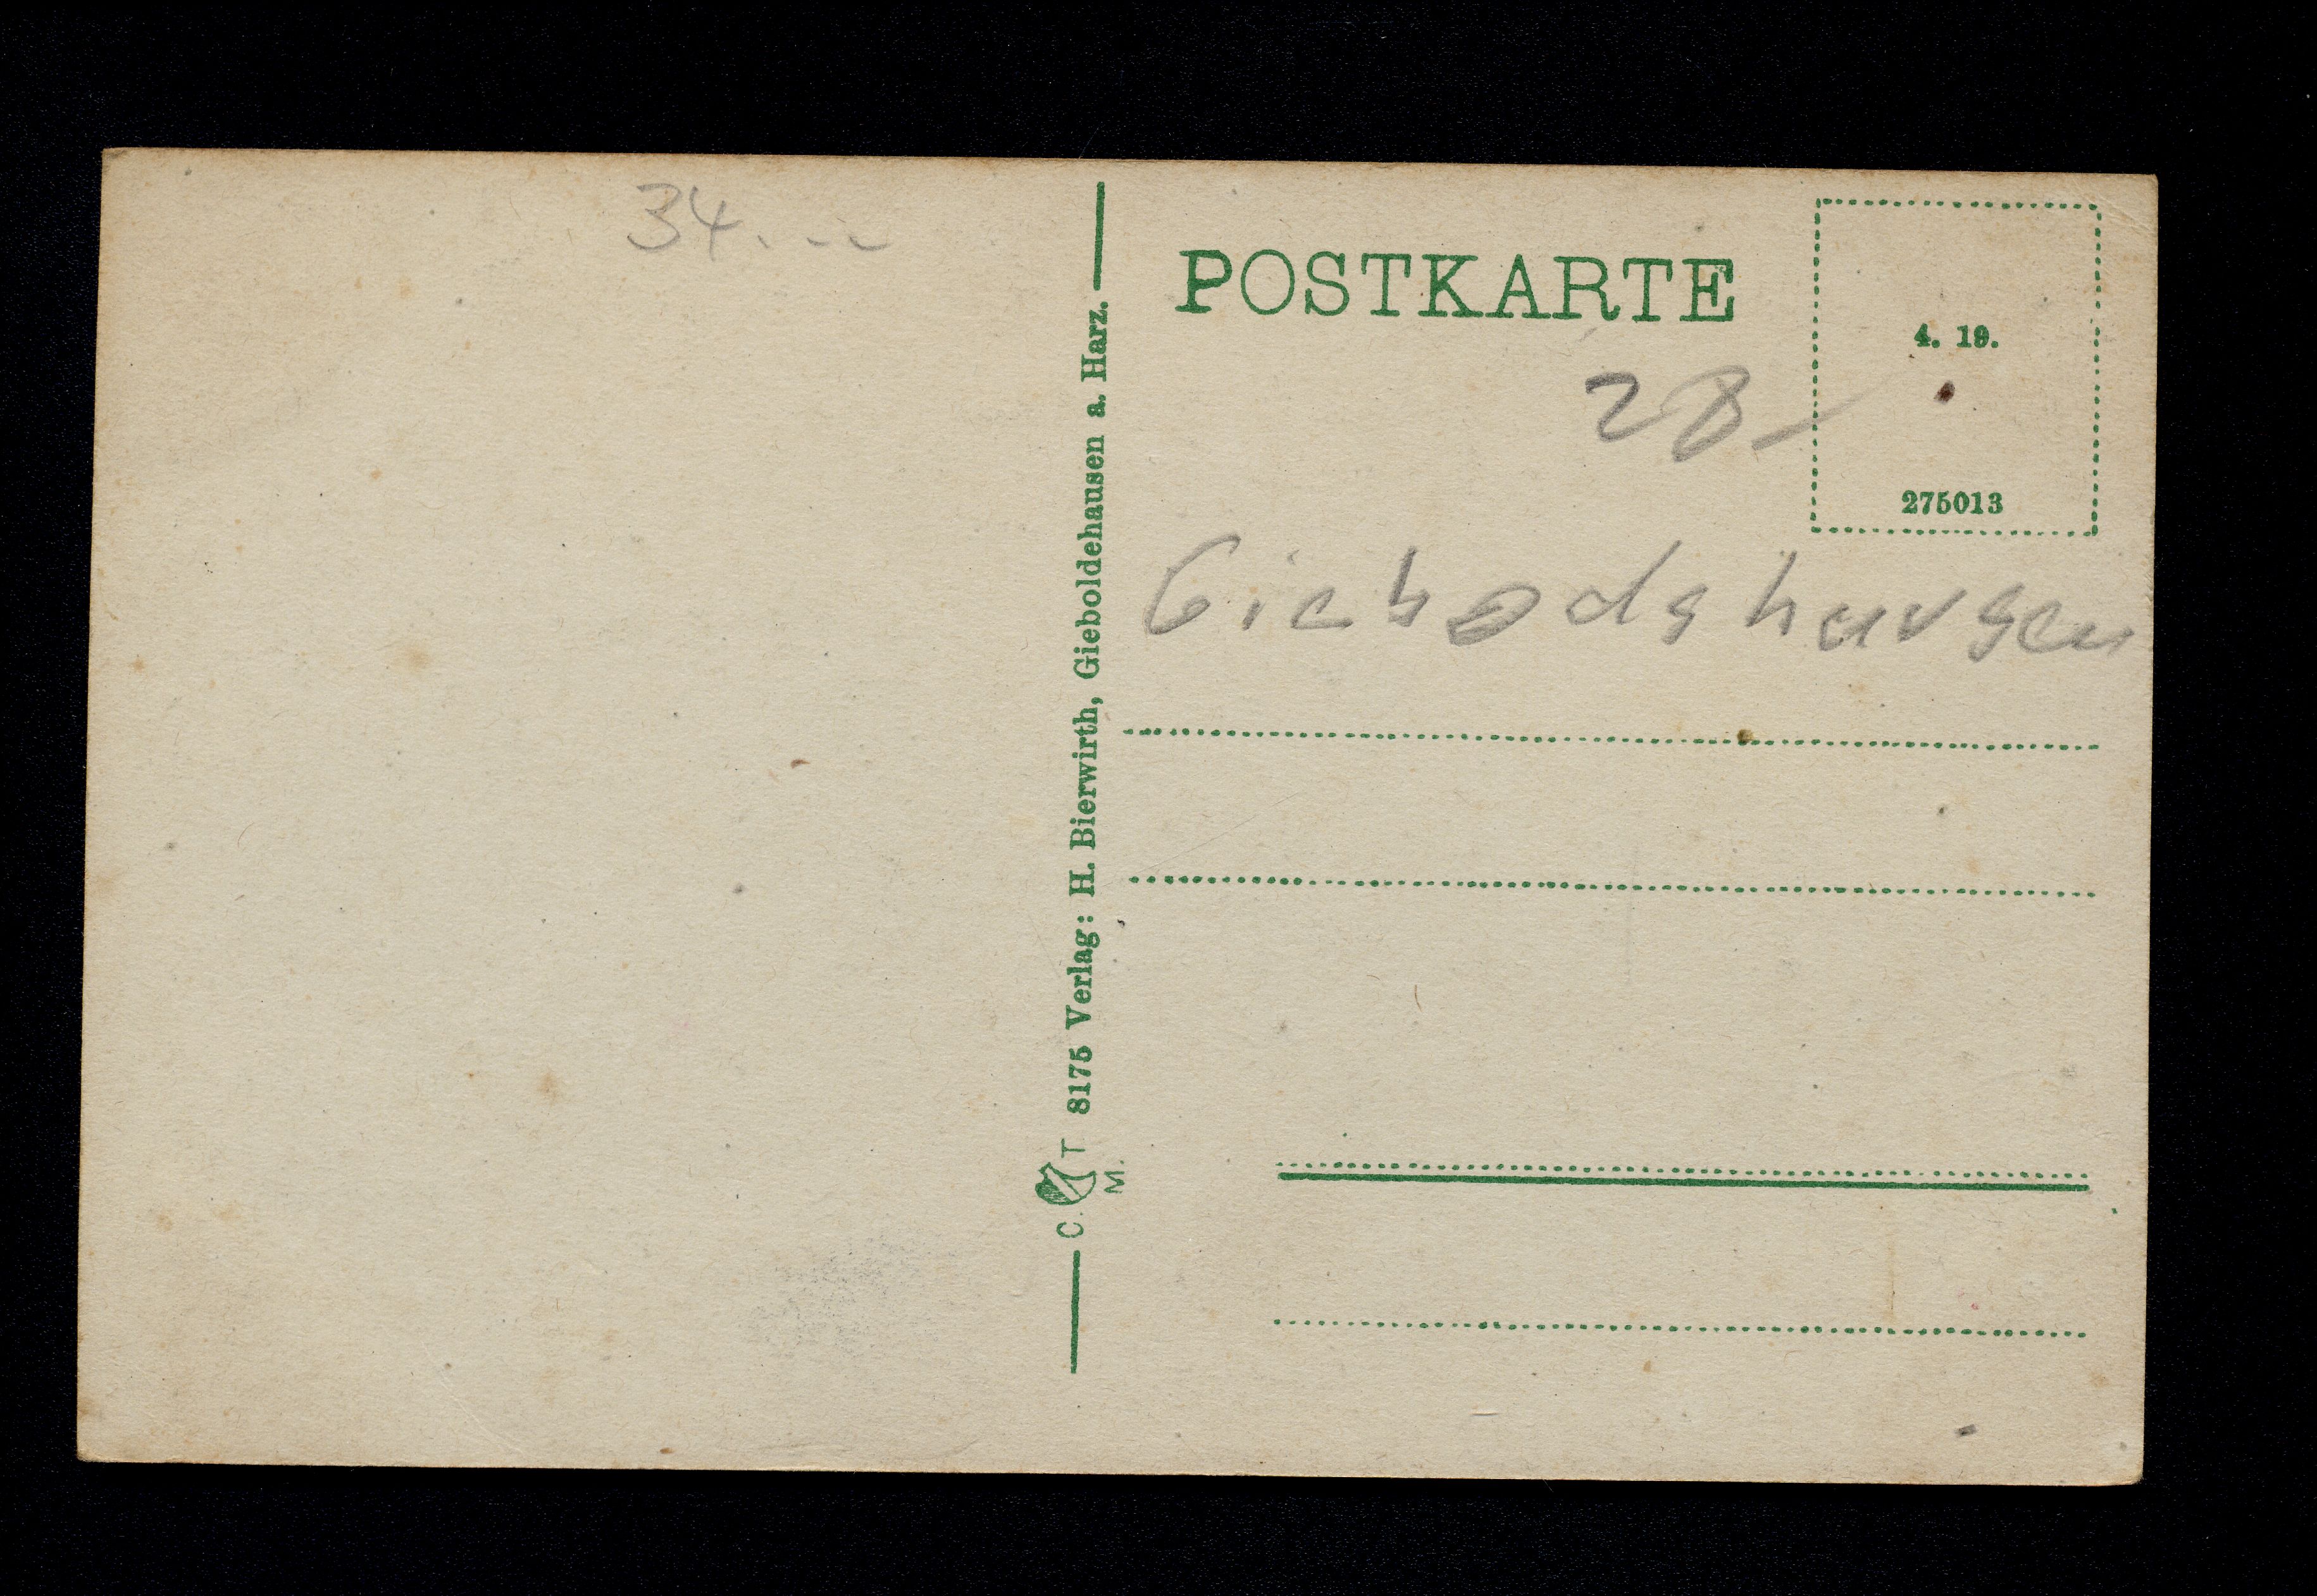 34.--
POSTKARTE
4. 19.
28-
275013
Giebodshausen
C. T
M.
8175 Verlag: H. Bierwirth, Gieboldehausen a. Harz.